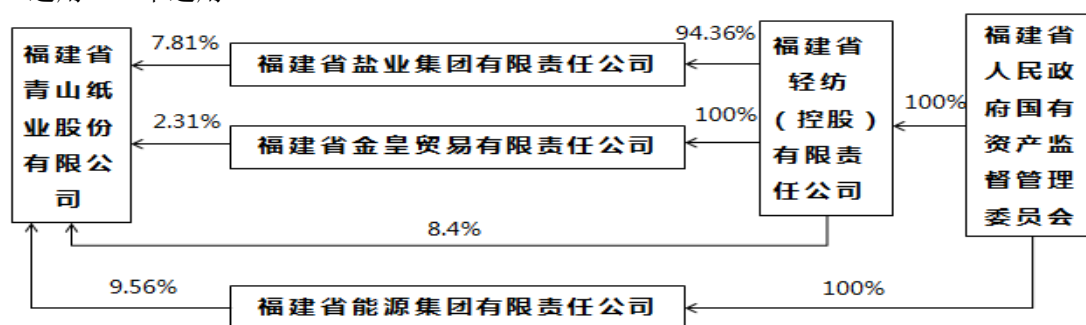 福建省
青山纸
业股份
有限公
司
7.81%
福建省盐业集团有限责任公司
94.36%
2.31%
福建省金皇贸易有限责任公司
100%
福建省
轻纺
（控股）
有限责
任公司
100%
福建省
人民政
府国有
资产监
督管理
委员会
8.4%
9.56%
福建省能源集团有限责任公司
100%